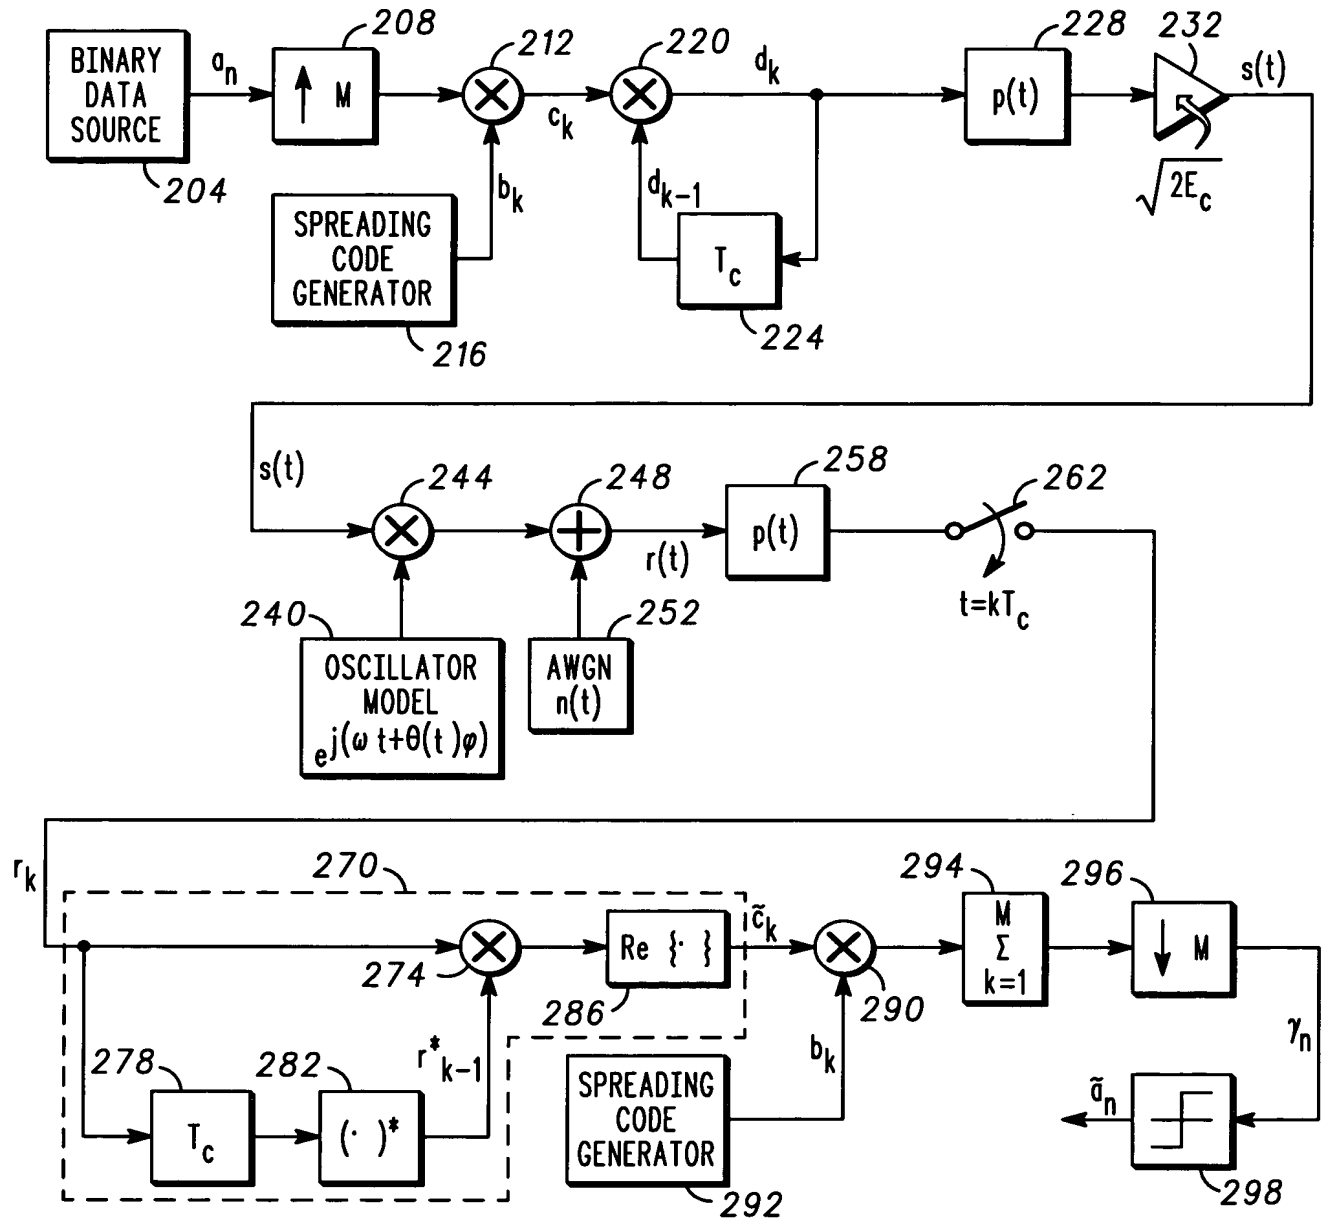 208
212
220
228
232
BINARY
DATA
SOURCE
a_n
↑ M
c_k
d_k
p(t)
s(t)
204
b_k
d_{k-1}
√2E_c
SPREADING
CODE
GENERATOR
T_c
216
224
s(t)
244
248
258
262
r(t)
p(t)
t=kT_c
240
252
OSCILLATOR
MODEL
e^{j(ω t+θ(t)φ)}
AWGN
n(t)
r_k
270
294
296
274
Re {· }
c̃_k
290
M
Σ
k=1
↓ M
286
278
282
r*_{k-1}
b_k
γ_n
T_c
(· )*
SPREADING
CODE
GENERATOR
ã_n
292
298